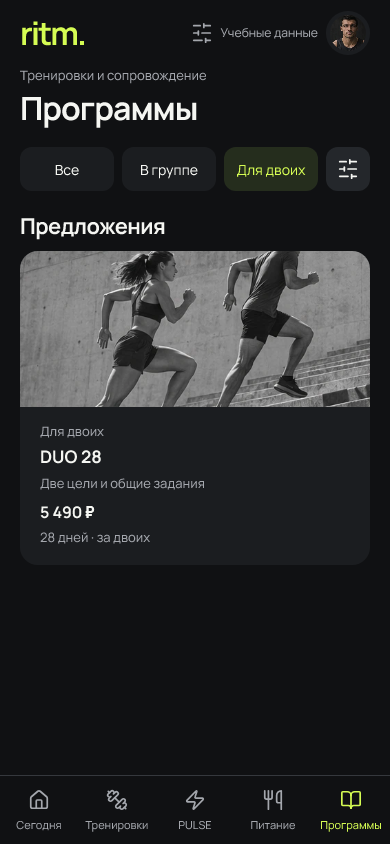 ritm.
Учебные данные
Тренировки и сопровождение
Программы
Все
В группе
Для двоих
Предложения
Для двоих
DUO 28
Две цели и общие задания
5 490 ₽
28 дней · за двоих
Сегодня
Тренировки
PULSE
Питание
Программы